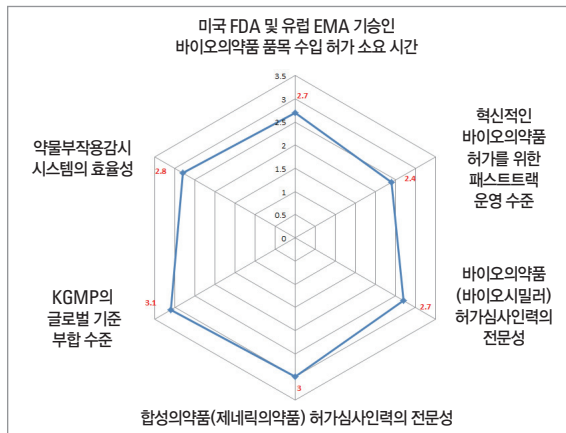 미국 FDA 및 유럽 EMA 기승인
바이오의약품 품목 수입 허가 소요 시간
3.5
3
2.7
2.5
2
1.5
1
0.5
0
혁신적인
바이오의약품
허가를 위한
패스트트랙
운영 수준
2.4
바이오의약품
(바이오시밀러)
허가심사인력의
전문성
2.7
합성의약품(제네릭의약품) 허가심사인력의 전문성
3
KGMP의
글로벌 기준
부합 수준
3.1
약물부작용감시
시스템의 효율성
2.8